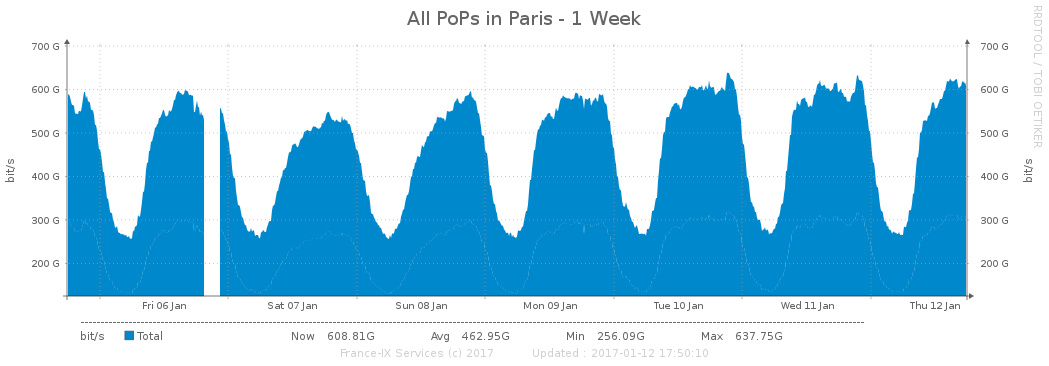 All PoPs in Paris - 1 Week
RRDTOOL / TOBI OETIKER
700 G 700 G
600 G 600 G
500 G 500 G
400 G 400 G
300 G 300 G
200 G 200 G
bit/s bit/s
Fri 06 Jan Sat 07 Jan Sun 08 Jan Mon 09 Jan Tue 10 Jan Wed 11 Jan Thu 12 Jan
bit/s Total Now 608.81G Avg 462.95G Min 256.09G Max 637.75G
France-IX Services (c) 2017 Updated : 2017-01-12 17:50:10